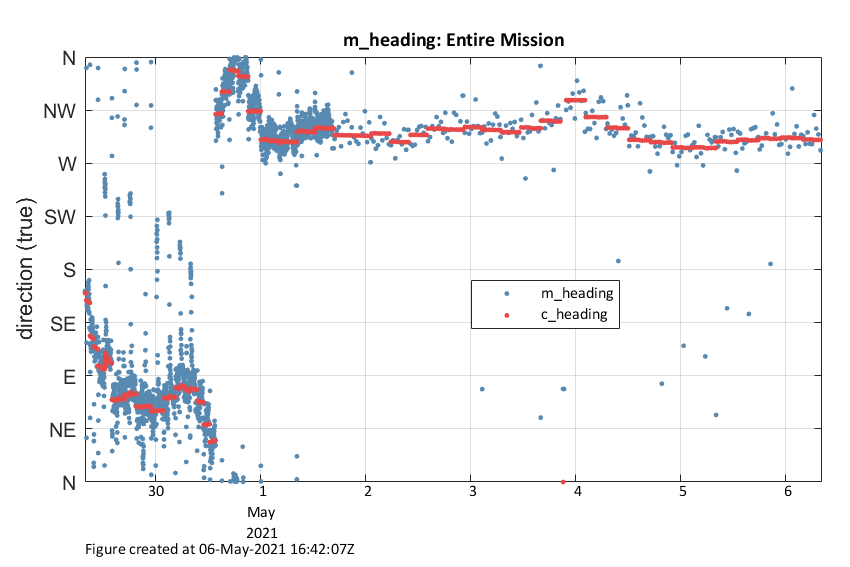 m_heading: Entire Mission
direction (true)
N
NW
W
SW
S
SE
E
NE
N
m_heading
c_heading
30 1 2 3 4 5 6
May
2021
Figure created at 06-May-2021 16:42:07Z